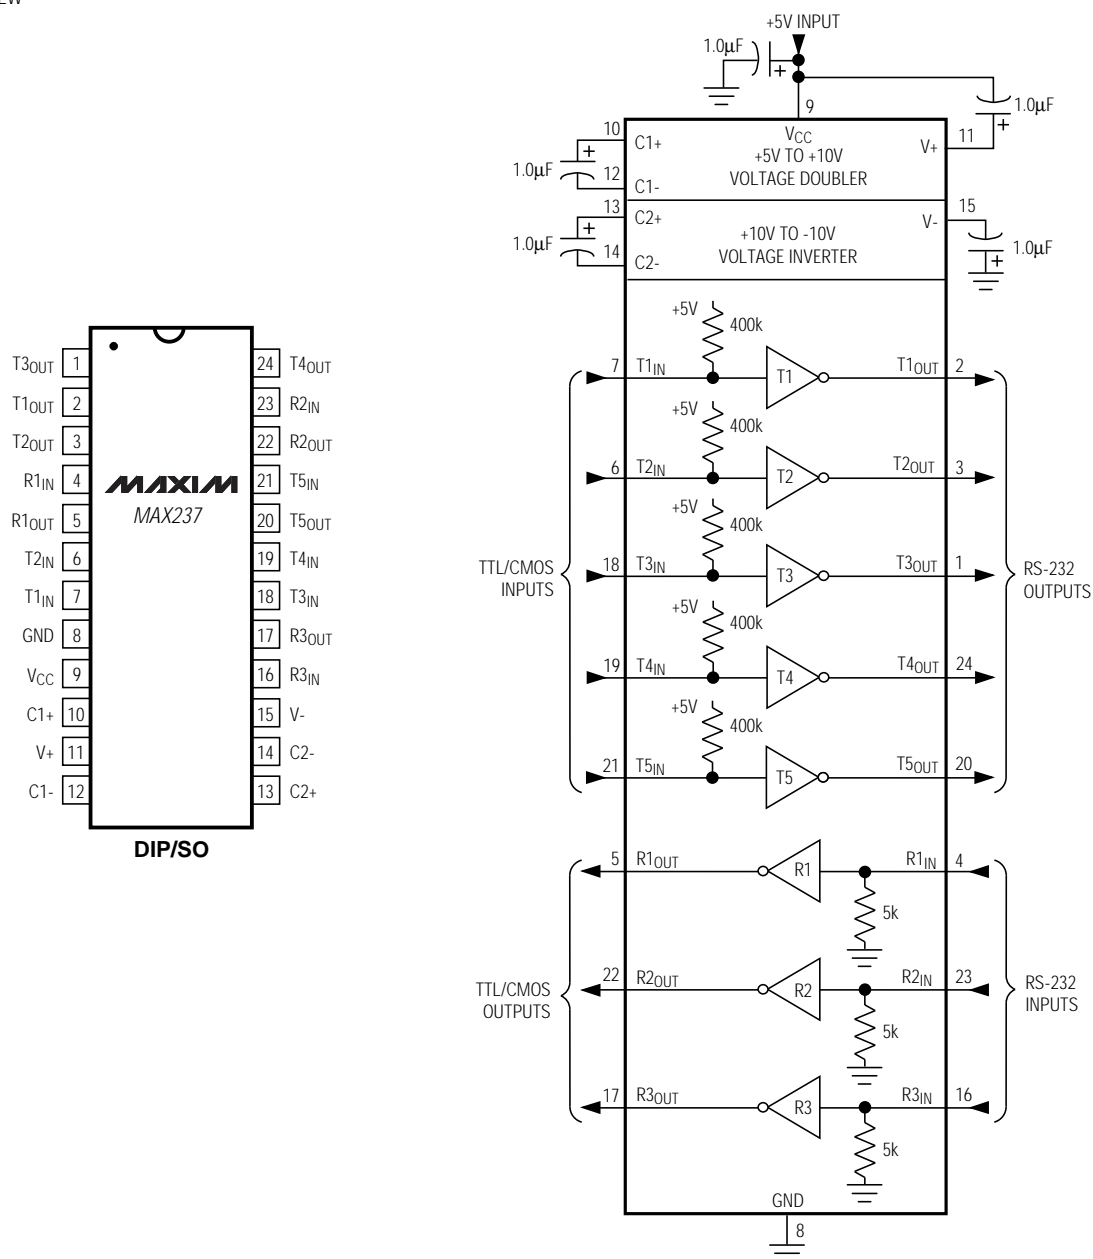 +5V INPUT
1.0µF
+
9
1.0µF
+
11
VCC
+5V TO +10V
VOLTAGE DOUBLER
V+
10
C1+
1.0µF
+
12
C1-
13
C2+
1.0µF
+
14
C2-
+10V TO -10V
VOLTAGE INVERTER
15
V-
1.0µF
+
T3OUT 1
T1OUT 2
T2OUT 3
R1IN 4
R1OUT 5
T2IN 6
T1IN 7
GND 8
VCC 9
C1+ 10
V+ 11
C1- 12
24 T4OUT
23 R2IN
22 R2OUT
21 T5IN
20 T5OUT
19 T4IN
18 T3IN
17 R3OUT
16 R3IN
15 V-
14 C2-
13 C2+
MAXIM
MAX237
DIP/SO
TTL/CMOS
INPUTS
+5V
400k
7 T1IN T1 T1OUT 2
+5V
400k
6 T2IN T2 T2OUT 3
+5V
400k
18 T3IN T3 T3OUT 1
+5V
400k
19 T4IN T4 T4OUT 24
+5V
400k
21 T5IN T5 T5OUT 20
RS-232
OUTPUTS
TTL/CMOS
OUTPUTS
5 R1OUT R1 R1IN 4
5k
22 R2OUT R2 R2IN 23
5k
17 R3OUT R3 R3IN 16
5k
RS-232
INPUTS
GND
8